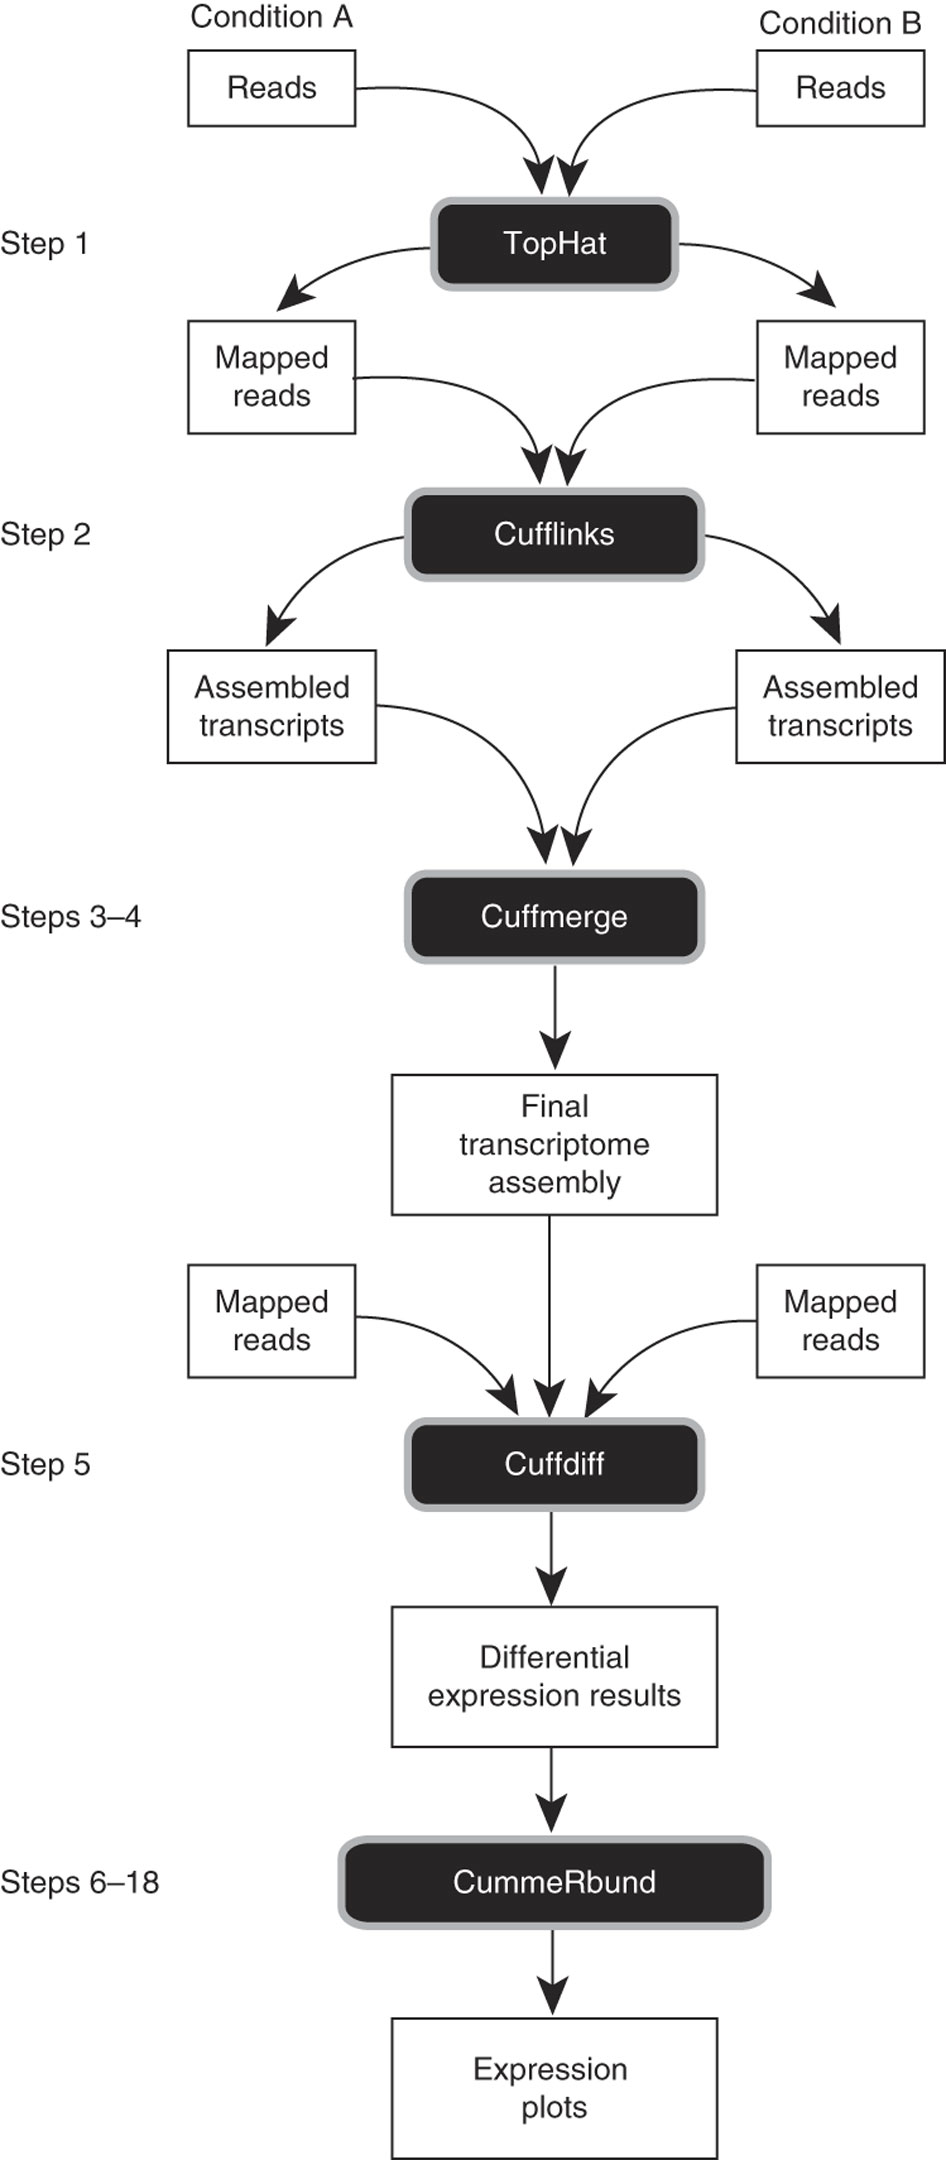 Condition A
Condition B
Reads
Reads
Step 1
TopHat
Mapped
reads
Mapped
reads
Step 2
Cufflinks
Assembled
transcripts
Assembled
transcripts
Steps 3–4
Cuffmerge
Final
transcriptome
assembly
Mapped
reads
Mapped
reads
Step 5
Cuffdiff
Differential
expression results
Steps 6–18
CummeRbund
Expression
plots